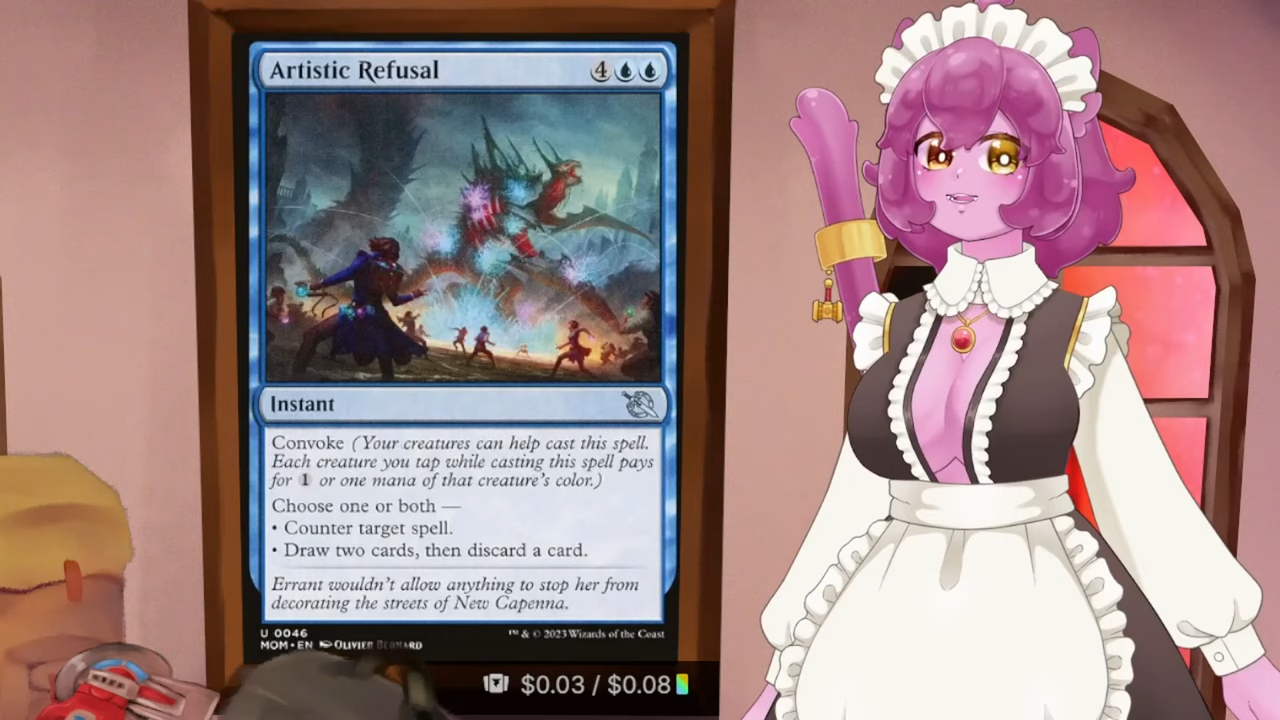 Artistic Refusal 4
Instant
Convoke (Your creatures can help cast this spell.
Each creature you tap while casting this spell pays
for 1 or one mana of that creature's color.)
Choose one or both —
• Counter target spell.
• Draw two cards, then discard a card.
Errant wouldn't allow anything to stop her from
decorating the streets of New Capenna.
U 0046
MOM • EN Olivier Bernard
™ & © 2023 Wizards of the Coast
$0.03 / $0.08